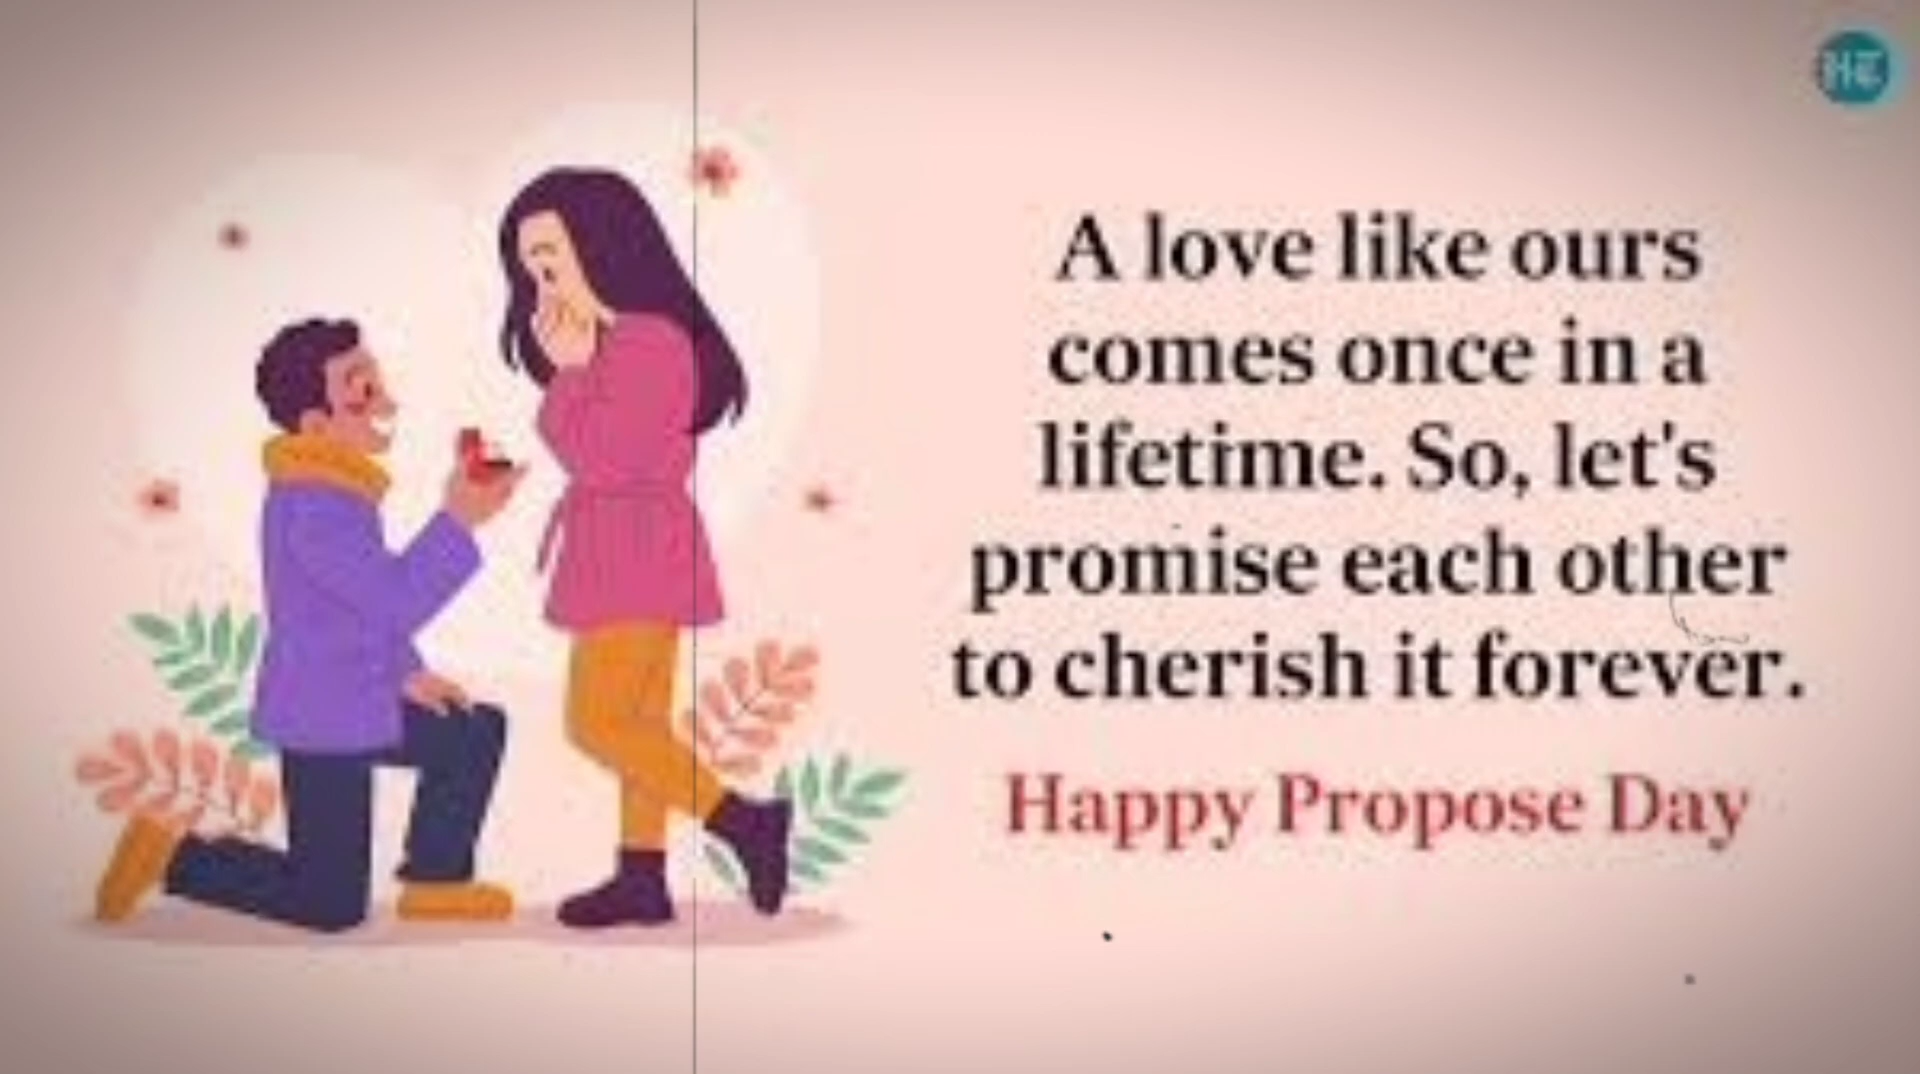 HT
A love like ours
comes once in a
lifetime. So, let's
promise each other
to cherish it forever.
Happy Propose Day